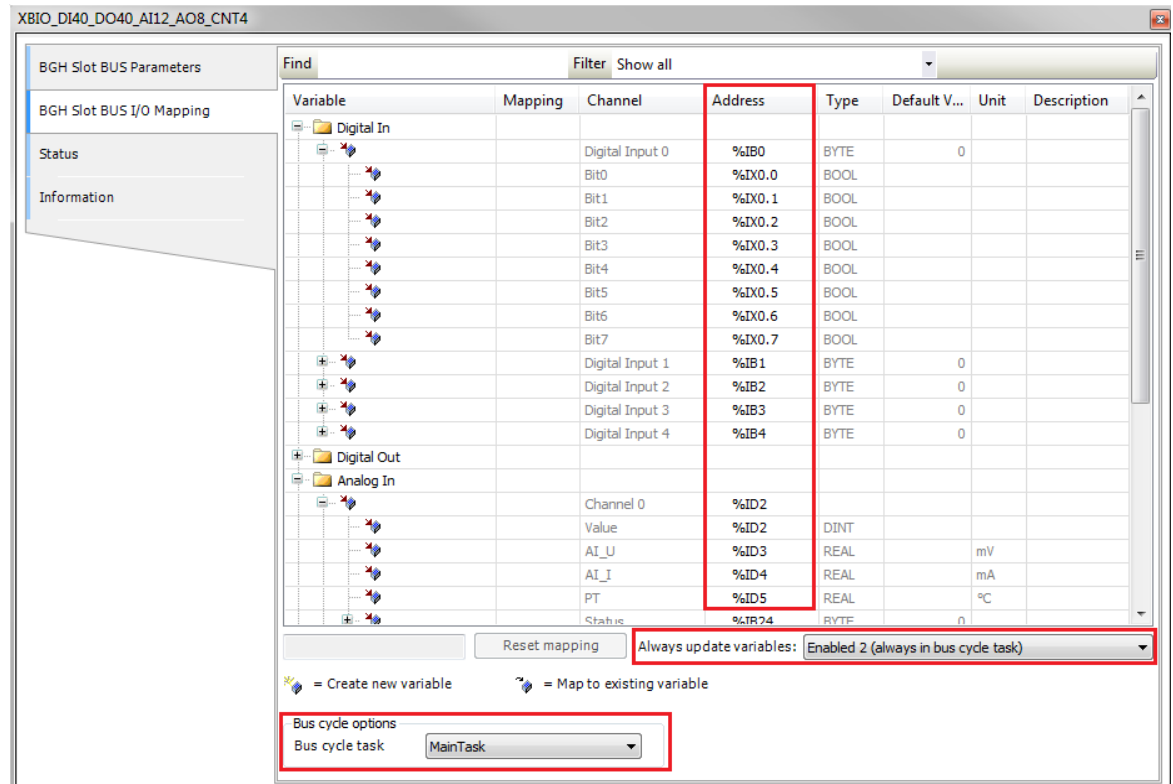 XBIO_DI40_DO40_AI12_AO8_CNT4
BGH Slot BUS Parameters
BGH Slot BUS I/O Mapping
Status
Information
Find Filter Show all
Variable Mapping Channel Address Type Default V... Unit Description
Digital In
Digital Input 0 %IB0 BYTE 0
Bit0 %IX0.0 BOOL
Bit1 %IX0.1 BOOL
Bit2 %IX0.2 BOOL
Bit3 %IX0.3 BOOL
Bit4 %IX0.4 BOOL
Bit5 %IX0.5 BOOL
Bit6 %IX0.6 BOOL
Bit7 %IX0.7 BOOL
Digital Input 1 %IB1 BYTE 0
Digital Input 2 %IB2 BYTE 0
Digital Input 3 %IB3 BYTE 0
Digital Input 4 %IB4 BYTE 0
Digital Out
Analog In
Channel 0 %ID2
Value %ID2 DINT
AI_U %ID3 REAL mV
AI_I %ID4 REAL mA
PT %ID5 REAL ºC
Status %IB24 BYTE 0
Reset mapping Always update variables: Enabled 2 (always in bus cycle task)
= Create new variable = Map to existing variable
Bus cycle options
Bus cycle task MainTask